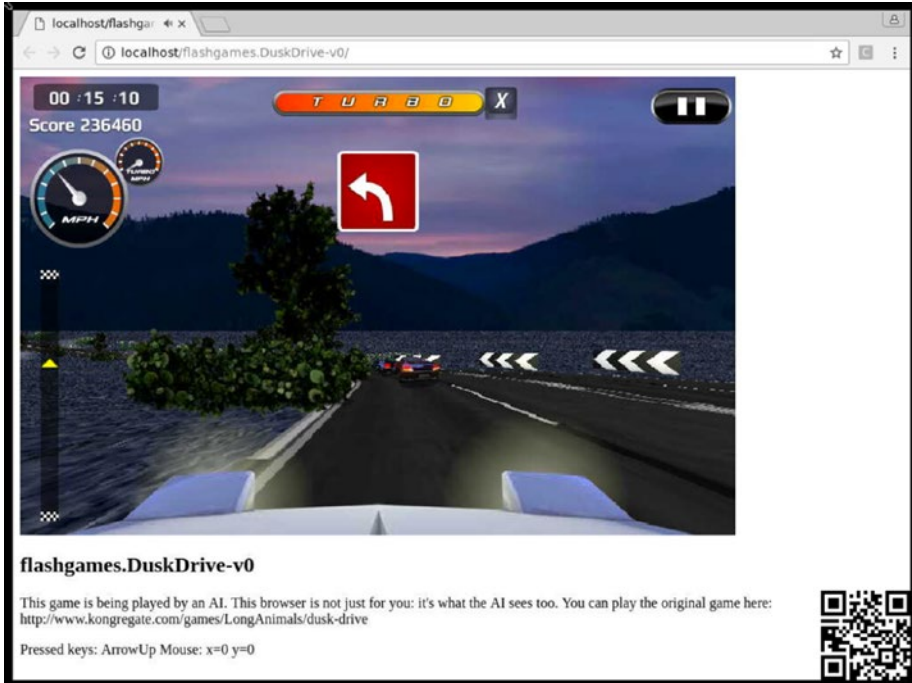 localhost/flashgar
localhost/flashgames.DuskDrive-v0/
00 :15 :10
TURBO
X
Score 236460
TURBO
MPH
MPH
flashgames.DuskDrive-v0
This game is being played by an AI. This browser is not just for you: it's what the AI sees too. You can play the original game here:
http://www.kongregate.com/games/LongAnimals/dusk-drive
Pressed keys: ArrowUp Mouse: x=0 y=0